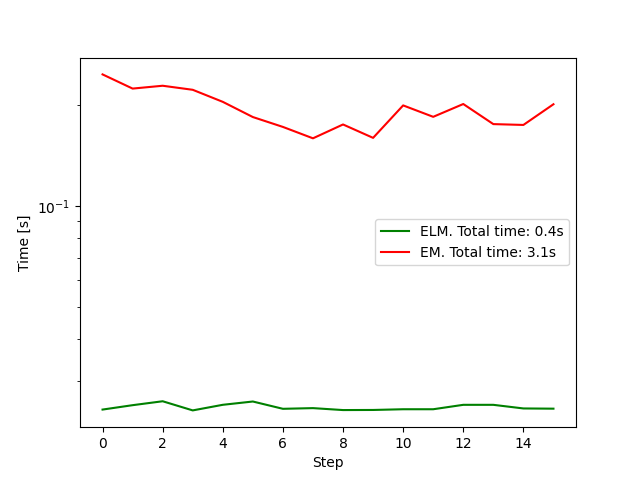 Time [s]
10⁻¹
ELM. Total time: 0.4s
EM. Total time: 3.1s
0 2 4 6 8 10 12 14
Step